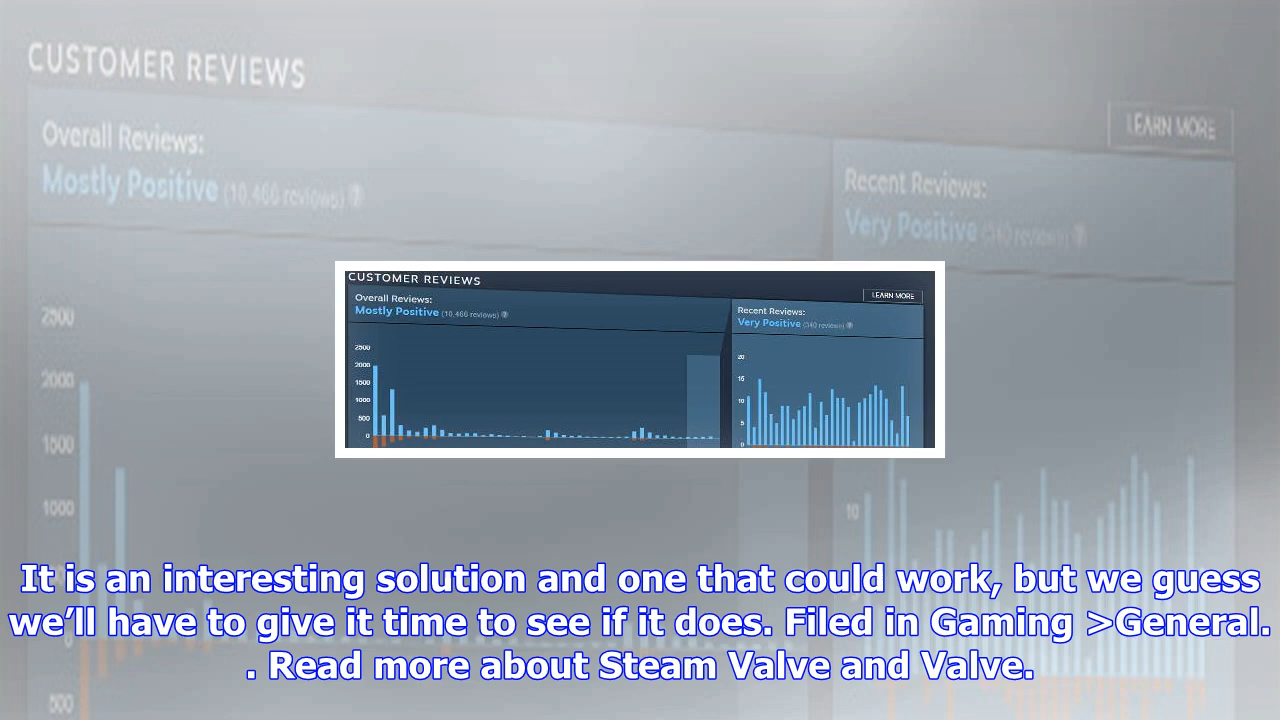 CUSTOMER REVIEWS
LEARN MORE
Overall Reviews:
Mostly Positive (10,466 reviews) ?
Recent Reviews:
Very Positive (340 reviews) ?
2500
2000
1500
1000
0
500
10
CUSTOMER REVIEWS
LEARN MORE
Overall Reviews:
Mostly Positive (10,466 reviews) ?
Recent Reviews:
Very Positive (340 reviews) ?
2500
2000
1500
1000
500
0
20
15
10
5
0
It is an interesting solution and one that could work, but we guess
we’ll have to give it time to see if it does. Filed in Gaming >General.
. Read more about Steam Valve and Valve.